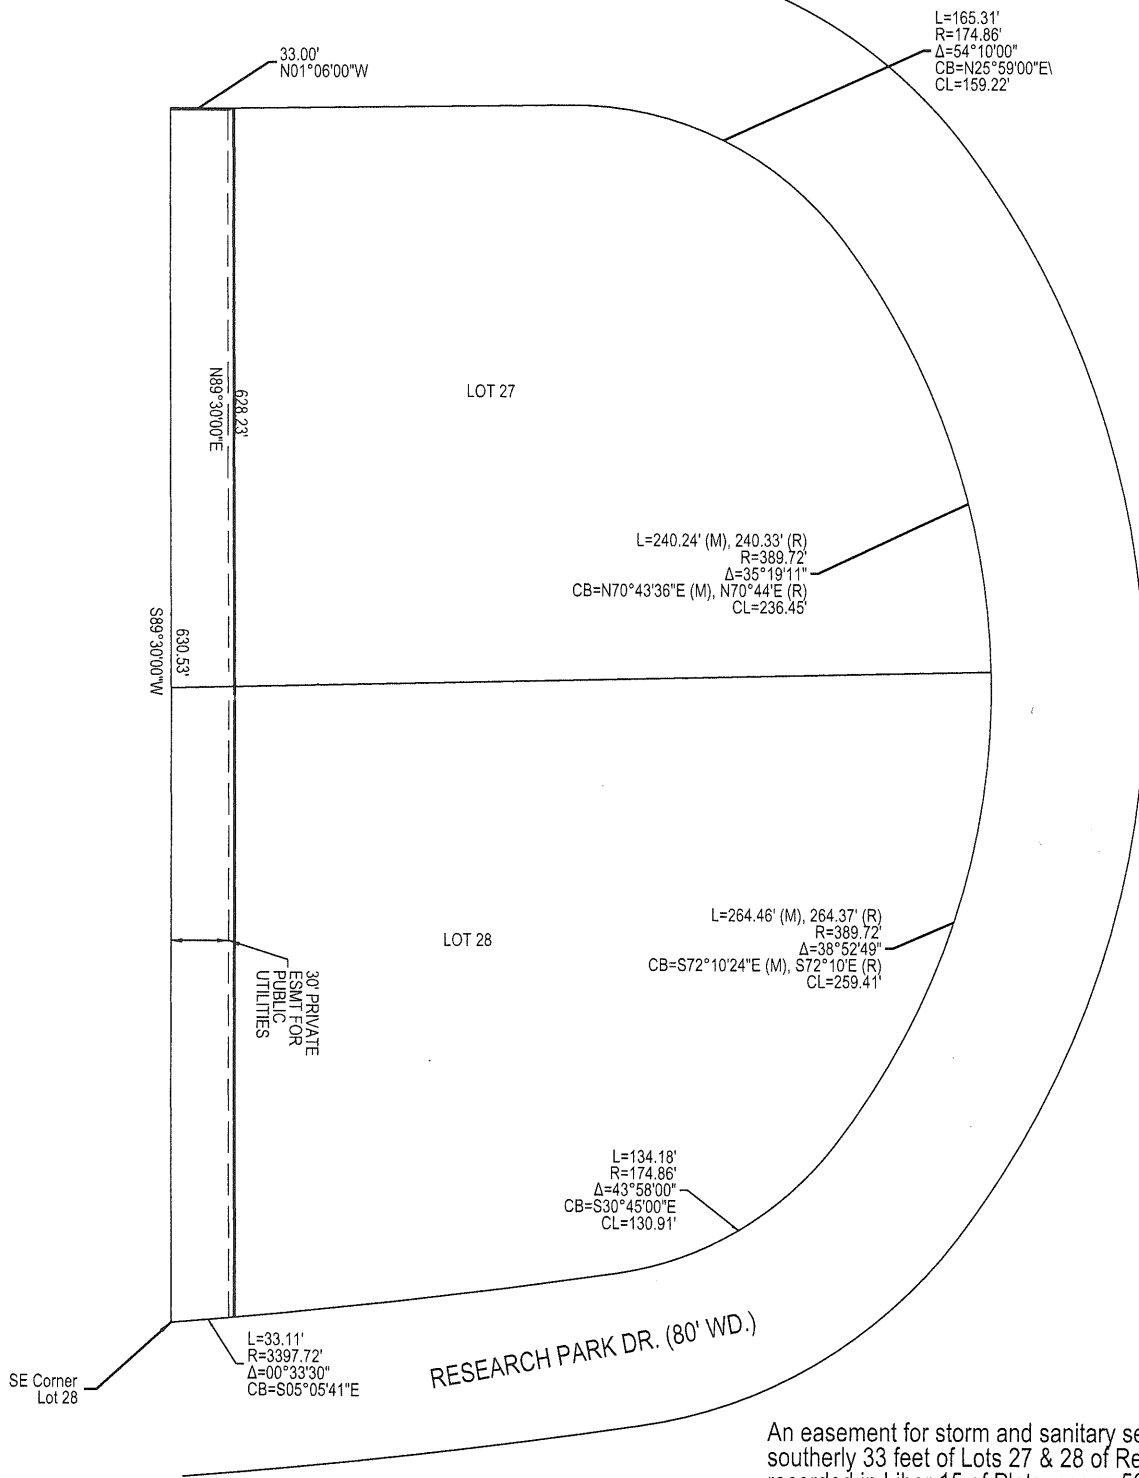 L=165.31'
R=174.86'
Δ=54°10'00"
CB=N25°59'00"E\
CL=159.22'
33.00'
N01°06'00"W
LOT 27
628.23'
N89°30'00"E
L=240.24' (M), 240.33' (R)
R=389.72'
Δ=35°19'11"
CB=N70°43'36"E (M), N70°44'E (R)
CL=236.45'
630.53'
S89°30'00"W
L=264.46' (M), 264.37' (R)
R=389.72'
Δ=38°52'49"
CB=S72°10'24"E (M), S72°10'E (R)
CL=259.41'
LOT 28
30' PRIVATE
ESMT FOR
PUBLIC
UTILITIES
L=134.18'
R=174.86'
Δ=43°58'00"
CB=S30°45'00"E
CL=130.91'
RESEARCH PARK DR. (80' WD.)
L=33.11'
R=3397.72'
Δ=00°33'30"
CB=S05°05'41"E
SE Corner
Lot 28
An easement for storm and sanitary se
southerly 33 feet of Lots 27 & 28 of Re